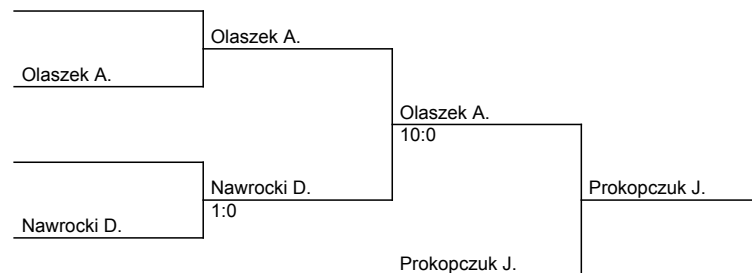 Olaszek A.
Olaszek A.
Olaszek A.
10:0
Nawrocki D.
1:0
Prokopczuk J.
Nawrocki D.
Prokopczuk J.